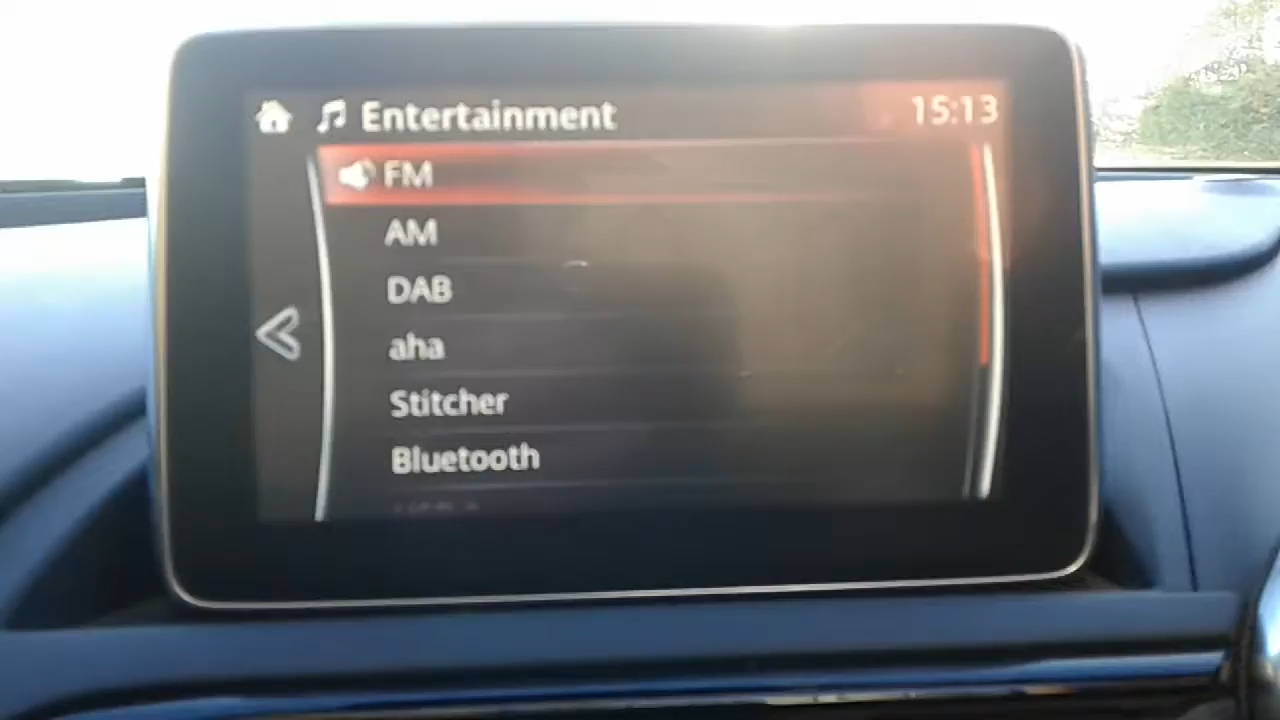 Entertainment 15:13
FM
AM
DAB
aha
Stitcher
Bluetooth